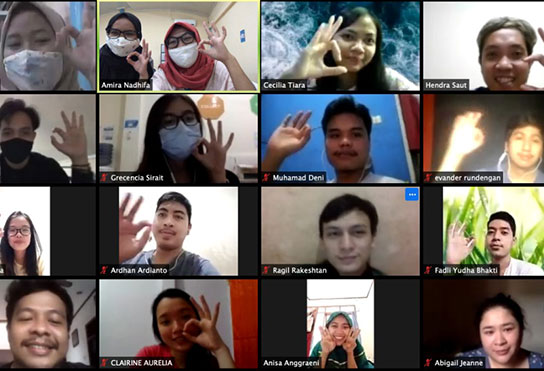 Amira Nadhifa
Cecilia Tiara
Hendra Saut
Grecencia Sirait
Muhamad Deni
evander rundengan
a
Ardhan Ardianto
Ragil Rakeshtan
Fadli Yudha Bhakti
CLAIRINE AURELIA
Anisa Anggraeni
Abigail Jeanne